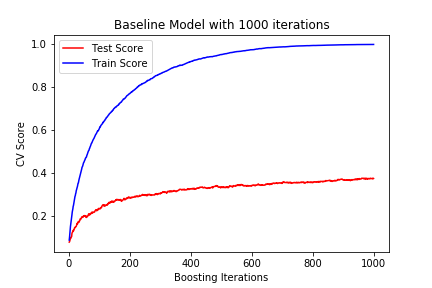 Baseline Model with 1000 iterations
1.0
Test Score
Train Score
0.8
0.6
0.4
0.2
CV Score
0 200 400 600 800 1000
Boosting Iterations